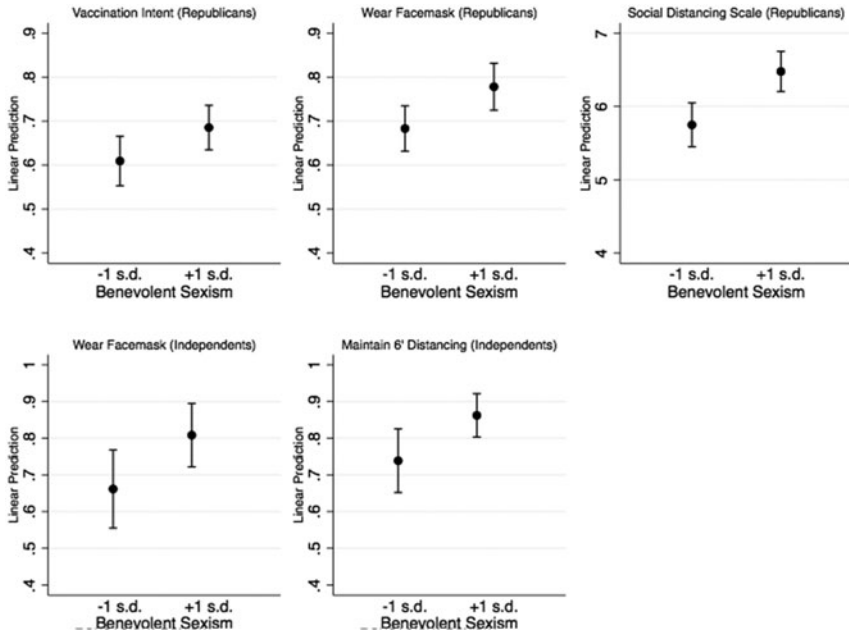 Vaccination Intent (Republicans)
Linear Prediction
.9
.8
.7
.6
.5
.4
-1 s.d. +1 s.d.
Benevolent Sexism
Wear Facemask (Republicans)
Linear Prediction
.9
.8
.7
.6
.5
.4
-1 s.d. +1 s.d.
Benevolent Sexism
Social Distancing Scale (Republicans)
Linear Prediction
7
6
5
4
-1 s.d. +1 s.d.
Benevolent Sexism
Wear Facemask (Independents)
Linear Prediction
1
.9
.8
.7
.6
.5
.4
-1 s.d. +1 s.d.
Benevolent Sexism
Maintain 6' Distancing (Independents)
Linear Prediction
1
.9
.8
.7
.6
.5
.4
-1 s.d. +1 s.d.
Benevolent Sexism